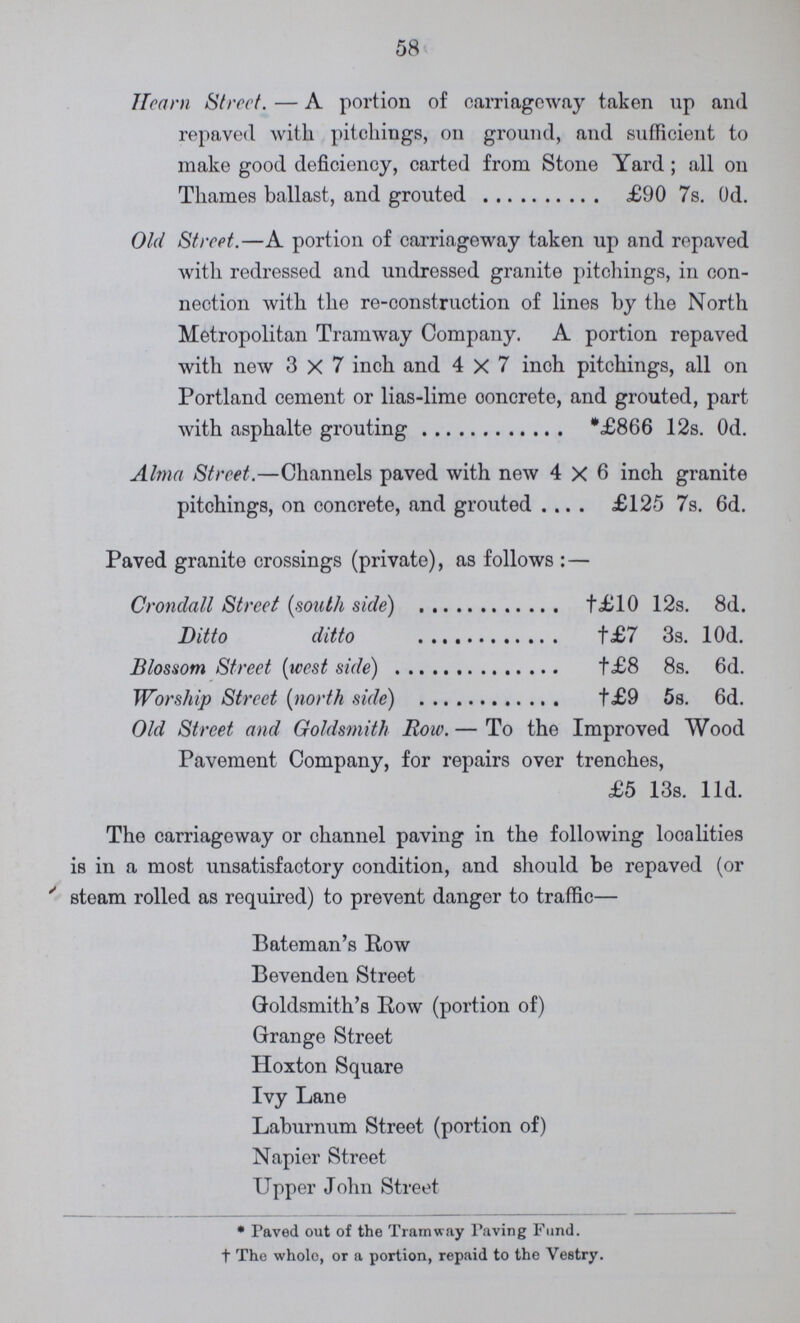 58
Hearn Street. — A portion of carriageway taken up and
repaved with pitchings, on ground, and sufficient to
make good deficiency, carted from Stone Yard; all on
Thames ballast, and grouted .......... £90 7s. 0d.
Old Street.—A portion of carriageway taken up and repaved
with redressed and undressed granite pitchings, in con-
nection with the re-construction of lines by the North
Metropolitan Tramway Company. A portion repaved
with new 3 × 7 inch and 4 × 7 inch pitchings, all on
Portland cement or lias-lime concrete, and grouted, part
with asphalte grouting ............ *£866 12s. 0d.
Alma Street.—Channels paved with new 4 × 6 inch granite
pitchings, on concrete, and grouted .... £125 7s. 6d.
Paved granite crossings (private), as follows :—
Crondall Street (south side) ............ †£10 12s. 8d.
Ditto ditto ............ †£7 3s. 10d.
Blossom Street (west side) .............. †£8 8s. 6d.
Worship Street (north side) ............ †£9 5s. 6d.
Old Street and Goldsmith Row. — To the Improved Wood
Pavement Company, for repairs over trenches,
£5 13s. 11d.
The carriageway or channel paving in the following localities
is in a most unsatisfactory condition, and should be repaved (or
steam rolled as required) to prevent danger to traffic—
Bateman's Row
Bevenden Street
Goldsmith's Row (portion of)
Grange Street
Hoxton Square
Ivy Lane
Laburnum Street (portion of)
Napier Street
Upper John Street
* Paved out of the Tramway Paving Fund.
† The whole, or a portion, repaid to the Vestry.